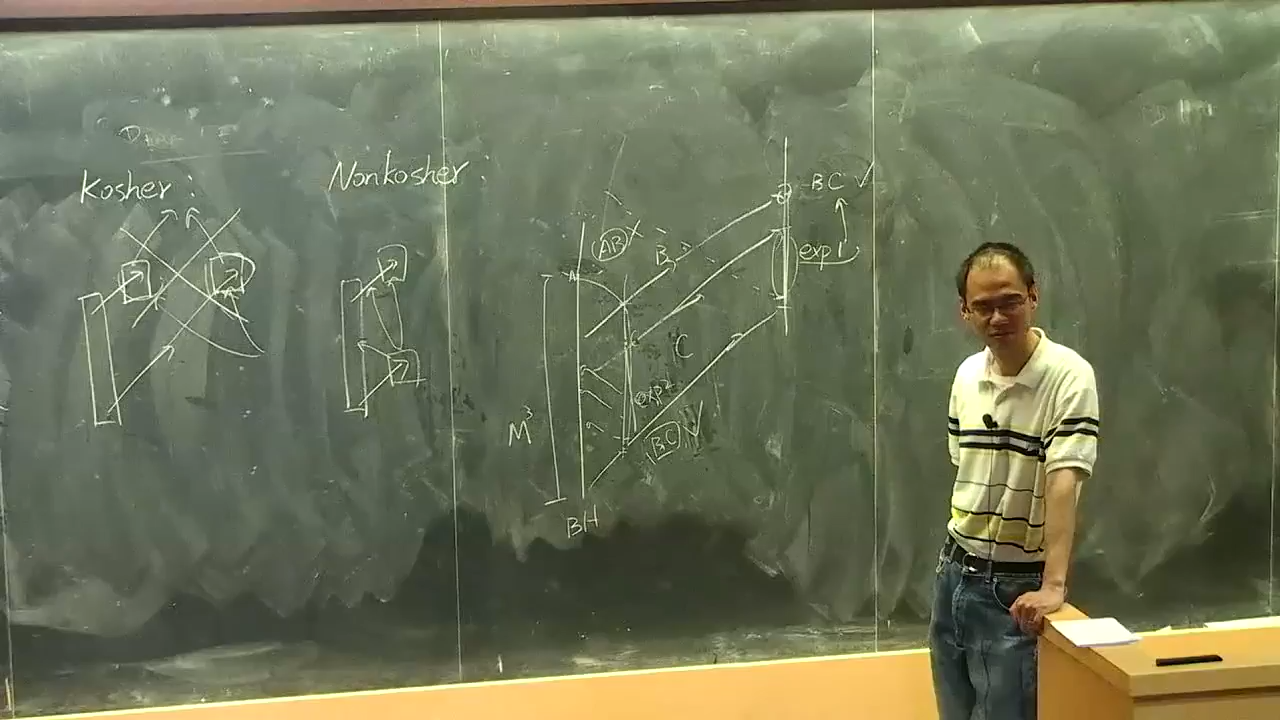 Kosher :
Nonkosher :
BC √
(AB) X
B
exp 1
C
exp 2
M³
(BC) √
BH